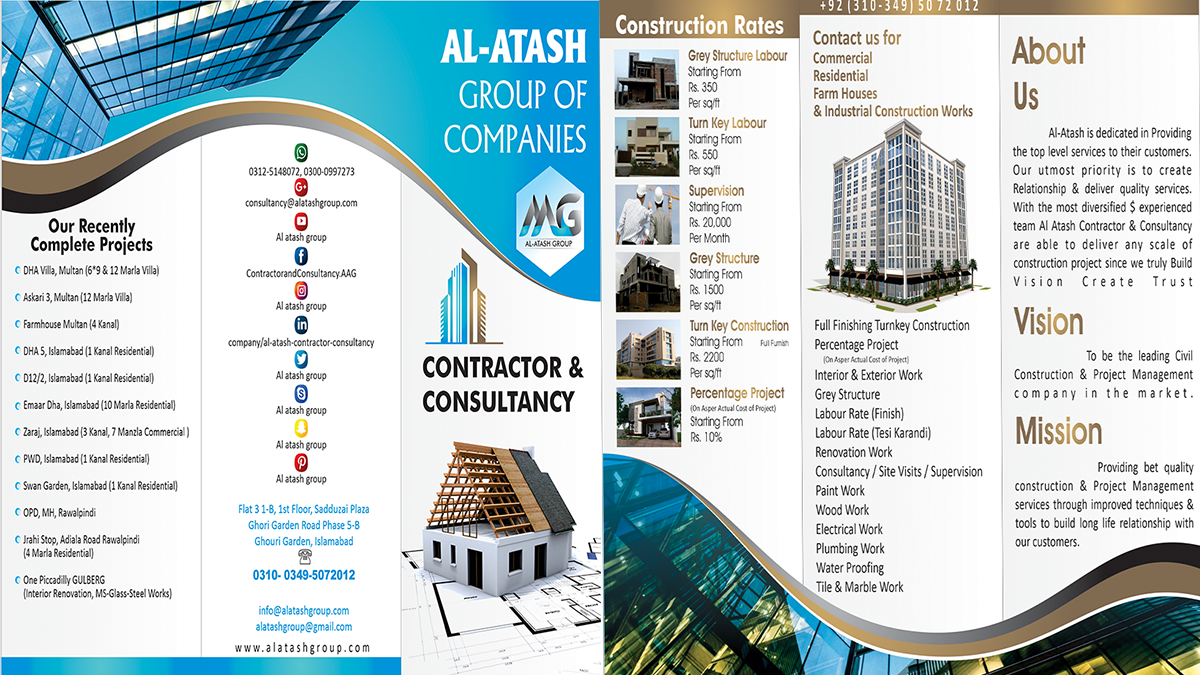 Our Recently
Complete Projects
DHA Villa, Multan (6*9 & 12 Marla Villa)
Askari 3, Multan (12 Marla Villa)
Farmhouse Multan (4 Kanal)
DHA 5, Islamabad (1 Kanal Residential)
D12/2, Islamabad (1 Kanal Residential)
Emaar Dha, Islamabad (10 Marla Residential)
Zaraj, Islamabad (3 Kanal, 7 Manzla Commercial )
PWD, Islamabad (1 Kanal Residential)
Swan Garden, Islamabad (1 Kanal Residential)
OPD, MH, Rawalpindi
Jrahi Stop, Adiala Road Rawalpindi
(4 Marla Residential)
One Piccadilly GULBERG
(Interior Renovation, MS-Glass-Steel Works)
0312-5148072, 0300-0997273
G+
consultancy@alatashgroup.com
Al atash group
f
ContractorandConsultancy.AAG
Al atash group
in
company/al-atash-contractor-consultancy
Al atash group
S
Al atash group
Al atash group
Al atash group
Flat 3 1-B, 1st Floor, Sadduzai Plaza
Ghori Garden Road Phase 5-B
Ghouri Garden, Islamabad
0310- 0349-5072012
info@alatashgroup.com
alatashgroup@gmail.com
www.alatashgroup.com
AL-ATASH
GROUP OF
COMPANIES
MG
AL-ATASH GROUP
CONTRACTOR &
CONSULTANCY
Construction Rates
Grey Structure Labour
Starting From
Rs. 350
Per sq/ft
Turn Key Labour
Starting From
Rs. 550
Per sq/ft
Supervision
Starting From
Rs. 20,000
Per Month
Grey Structure
Starting From
Rs. 1500
Per sq/ft
Turn Key Construction
Starting From Full Furnish
Rs. 2200
Per sq/ft
Percentage Project
(On Asper Actual Cost of Project)
Starting From
Rs. 10%
+92 (310-349) 50 72 012
Contact us for
Commercial
Residential
Farm Houses
& Industrial Construction Works
Full Finishing Turnkey Construction
Percentage Project
(On Asper Actual Cost of Project)
Interior & Exterior Work
Grey Structure
Labour Rate (Finish)
Labour Rate (Tesi Karandi)
Renovation Work
Consultancy / Site Visits / Supervision
Paint Work
Wood Work
Electrical Work
Plumbing Work
Water Proofing
Tile & Marble Work
About
Us
Al-Atash is dedicated in Providing
the top level services to their customers.
Our utmost priority is to create
Relationship & deliver quality services.
With the most diversified $ experienced
team Al Atash Contractor & Consultancy
are able to deliver any scale of
construction project since we truly Build
Vision Create Trust
Vision
To be the leading Civil
Construction & Project Management
company in the market.
Mission
Providing bet quality
construction & Project Management
services through improved techniques &
tools to build long life relationship with
our customers.